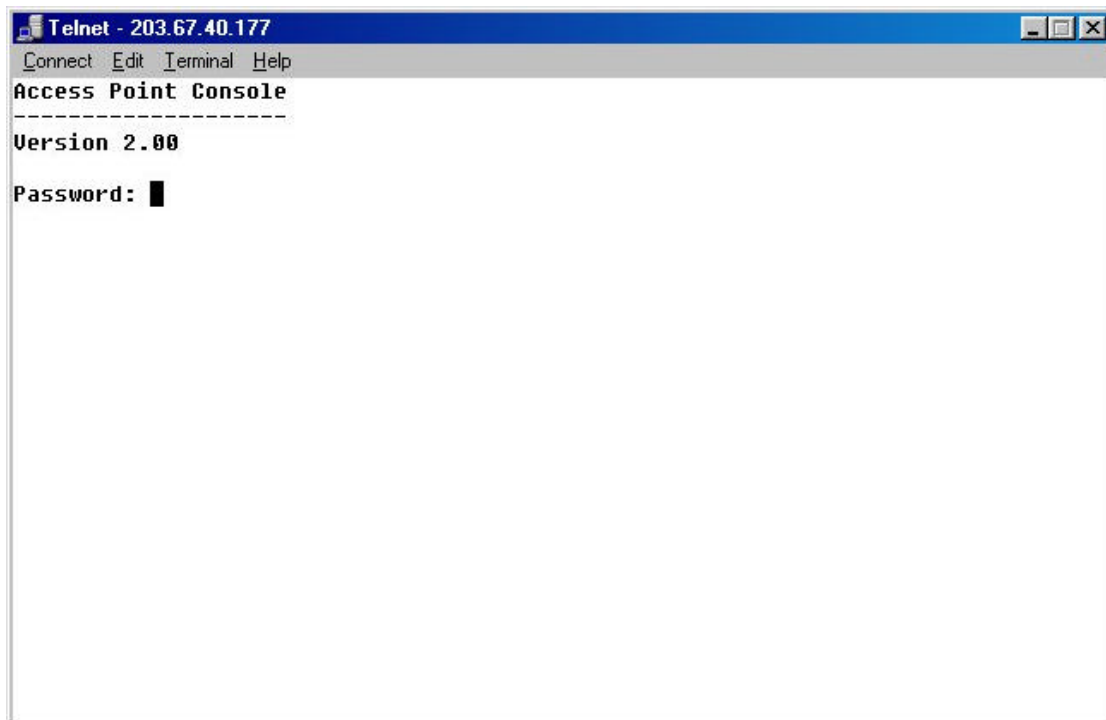 Telnet - 203.67.40.177
Connect Edit Terminal Help
Access Point Console
--------------------
Version 2.00
Password: